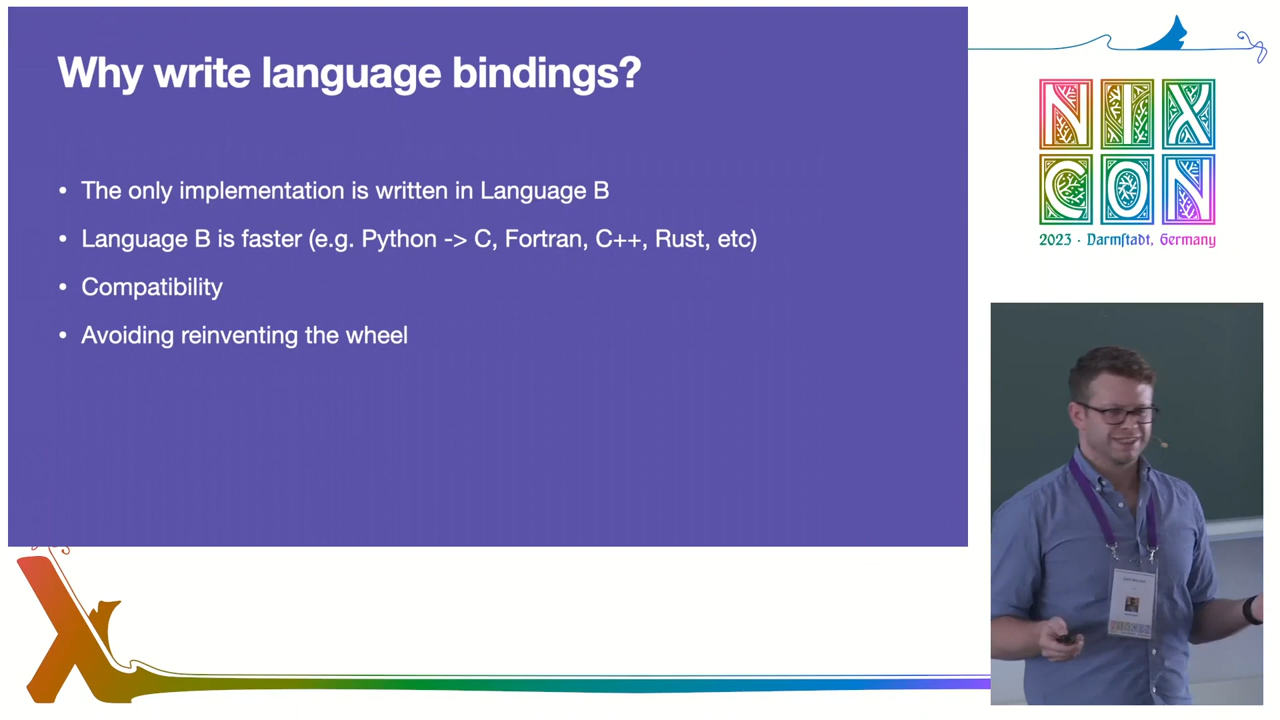 Why write language bindings?
• The only implementation is written in Language B
• Language B is faster (e.g. Python -> C, Fortran, C++, Rust, etc)
• Compatibility
• Avoiding reinventing the wheel
NIX
CON
2023 · Darmſtadt, Germany